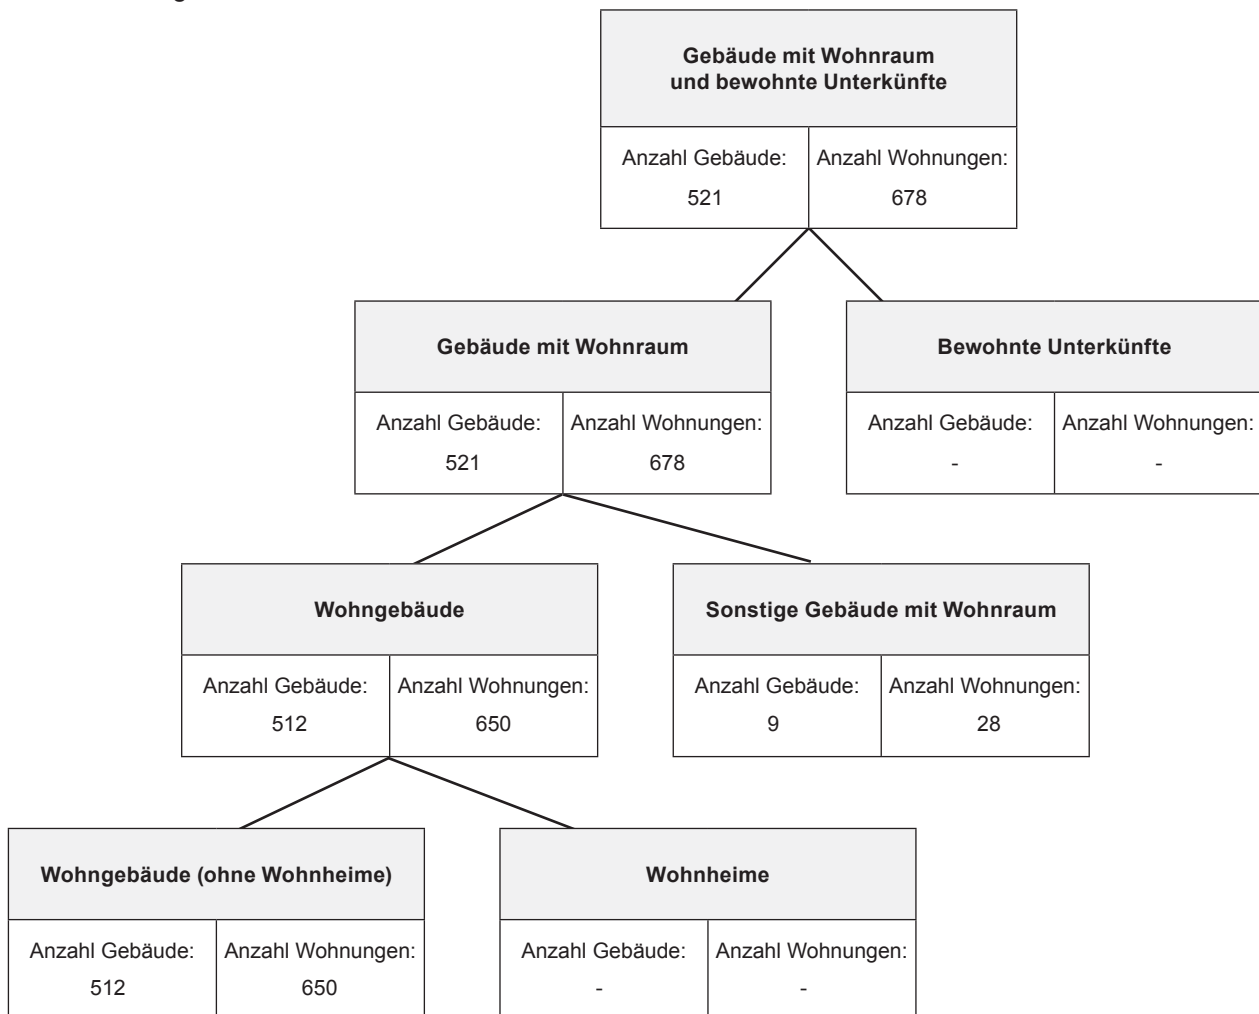 Gebäude mit Wohnraum
und bewohnte Unterkünfte
Anzahl Gebäude: Anzahl Wohnungen:
521 678
Gebäude mit Wohnraum
Anzahl Gebäude: Anzahl Wohnungen:
521 678
Bewohnte Unterkünfte
Anzahl Gebäude: Anzahl Wohnungen:
- -
Wohngebäude
Anzahl Gebäude: Anzahl Wohnungen:
512 650
Sonstige Gebäude mit Wohnraum
Anzahl Gebäude: Anzahl Wohnungen:
9 28
Wohngebäude (ohne Wohnheime)
Anzahl Gebäude: Anzahl Wohnungen:
512 650
Wohnheime
Anzahl Gebäude: Anzahl Wohnungen:
- -